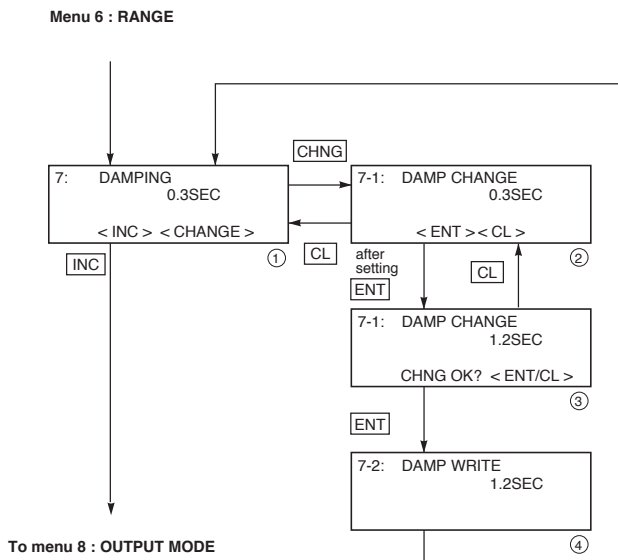 Menu 6 : RANGE
CHNG
7: DAMPING
0.3SEC
< INC > < CHANGE >
①
INC
CL
7-1: DAMP CHANGE
0.3SEC
< ENT > < CL >
②
after
setting
ENT
CL
7-1: DAMP CHANGE
1.2SEC
CHNG OK? < ENT/CL >
③
ENT
7-2: DAMP WRITE
1.2SEC
④
To menu 8 : OUTPUT MODE